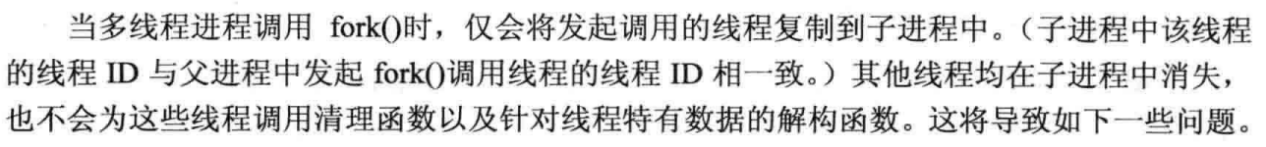 当多线程进程调用 fork()时，仅会将发起调用的线程复制到子进程中。（子进程中该线程
的线程 ID 与父进程中发起 fork()调用线程的线程 ID 相一致。）其他线程均在子进程中消失，
也不会为这些线程调用清理函数以及针对线程特有数据的解构函数。这将导致如下一些问题。